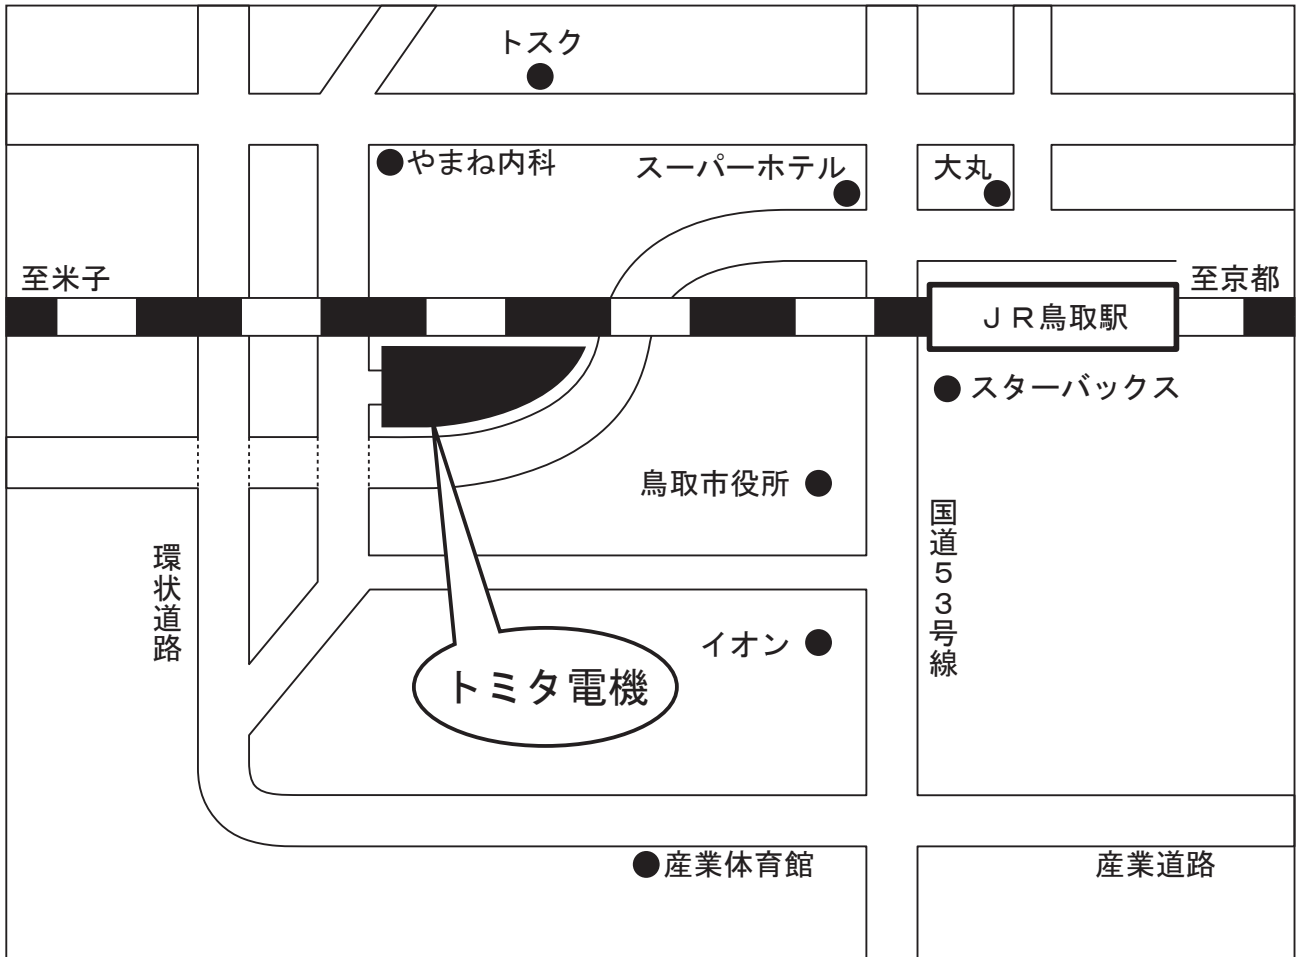 トスク
やまね内科
スーパーホテル
大丸
至米子
至京都
ＪＲ鳥取駅
スターバックス
鳥取市役所
国道５３号線
環状道路
イオン
トミタ電機
産業体育館
産業道路